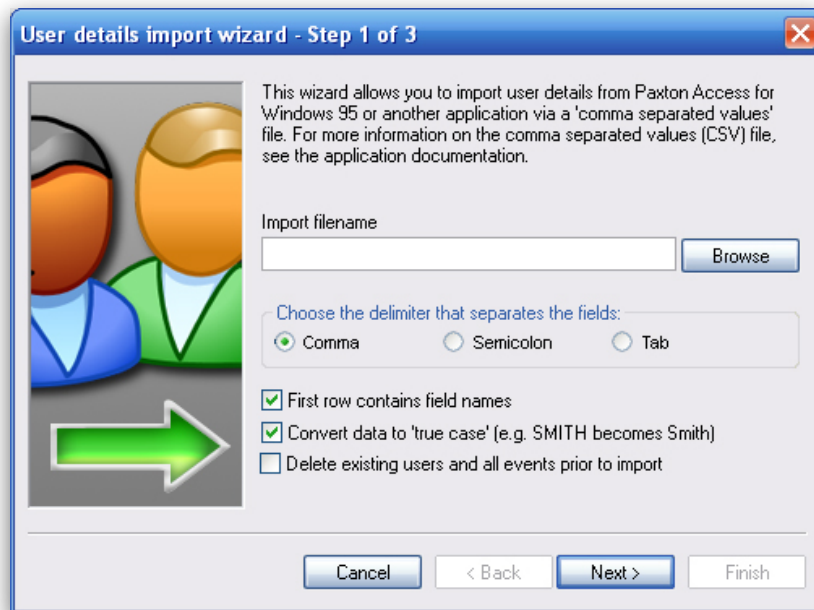 User details import wizard - Step 1 of 3
This wizard allows you to import user details from Paxton Access for
Windows 95 or another application via a 'comma separated values'
file. For more information on the comma separated values (CSV) file,
see the application documentation.
Import filename
Browse
Choose the delimiter that separates the fields:
Comma Semicolon Tab
First row contains field names
Convert data to 'true case' (e.g. SMITH becomes Smith)
Delete existing users and all events prior to import
Cancel < Back Next > Finish